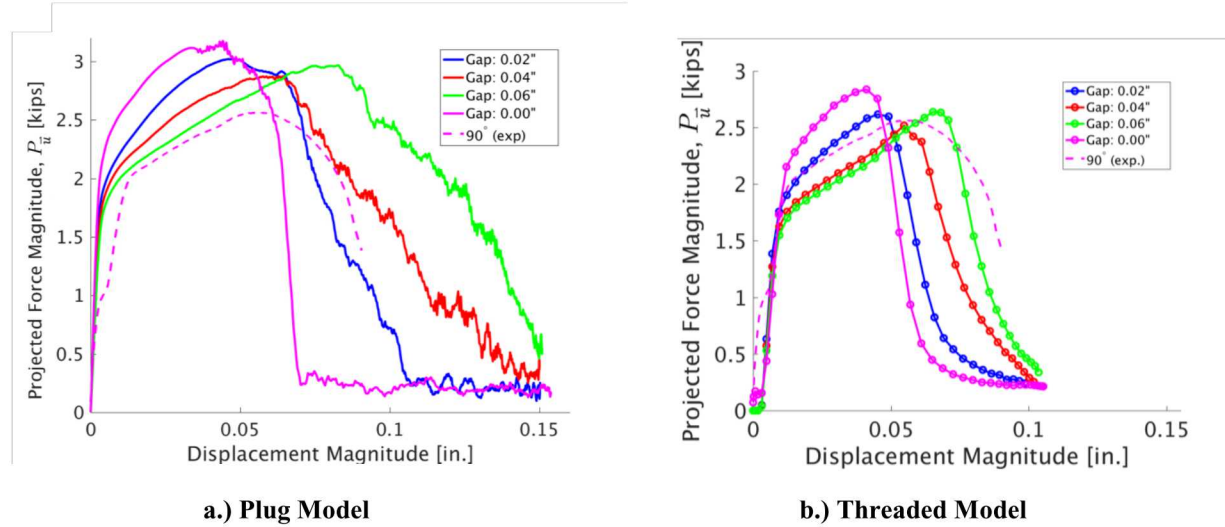 Projected Force Magnitude, P_u⃗ [kips]
3
2.5
2
1.5
1
0.5
0
0
0.05
0.1
0.15
Displacement Magnitude [in.]
Gap: 0.02"
Gap: 0.04"
Gap: 0.06"
Gap: 0.00"
90° (exp)
a.) Plug Model
Projected Force Magnitude, P_u⃗ [kips]
3
2.5
2
1.5
1
0.5
0
0
0.05
0.1
0.15
Displacement Magnitude [in.]
Gap: 0.02"
Gap: 0.04"
Gap: 0.06"
Gap: 0.00"
90° (exp.)
b.) Threaded Model